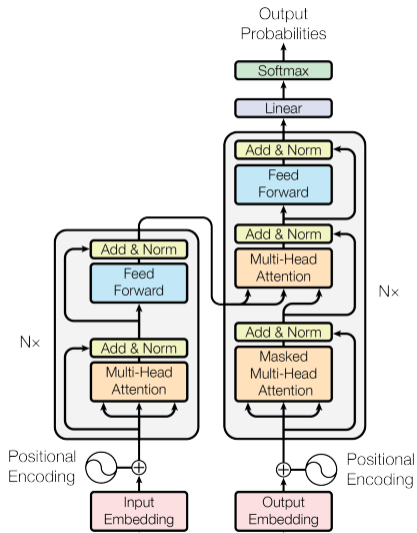 Output
Probabilities
Softmax
Linear
Add & Norm
Feed
Forward
Add & Norm
Multi-Head
Attention
Add & Norm
Masked
Multi-Head
Attention
N×
Add & Norm
Feed
Forward
N×
Add & Norm
Multi-Head
Attention
Positional
Encoding
Positional
Encoding
Input
Embedding
Output
Embedding